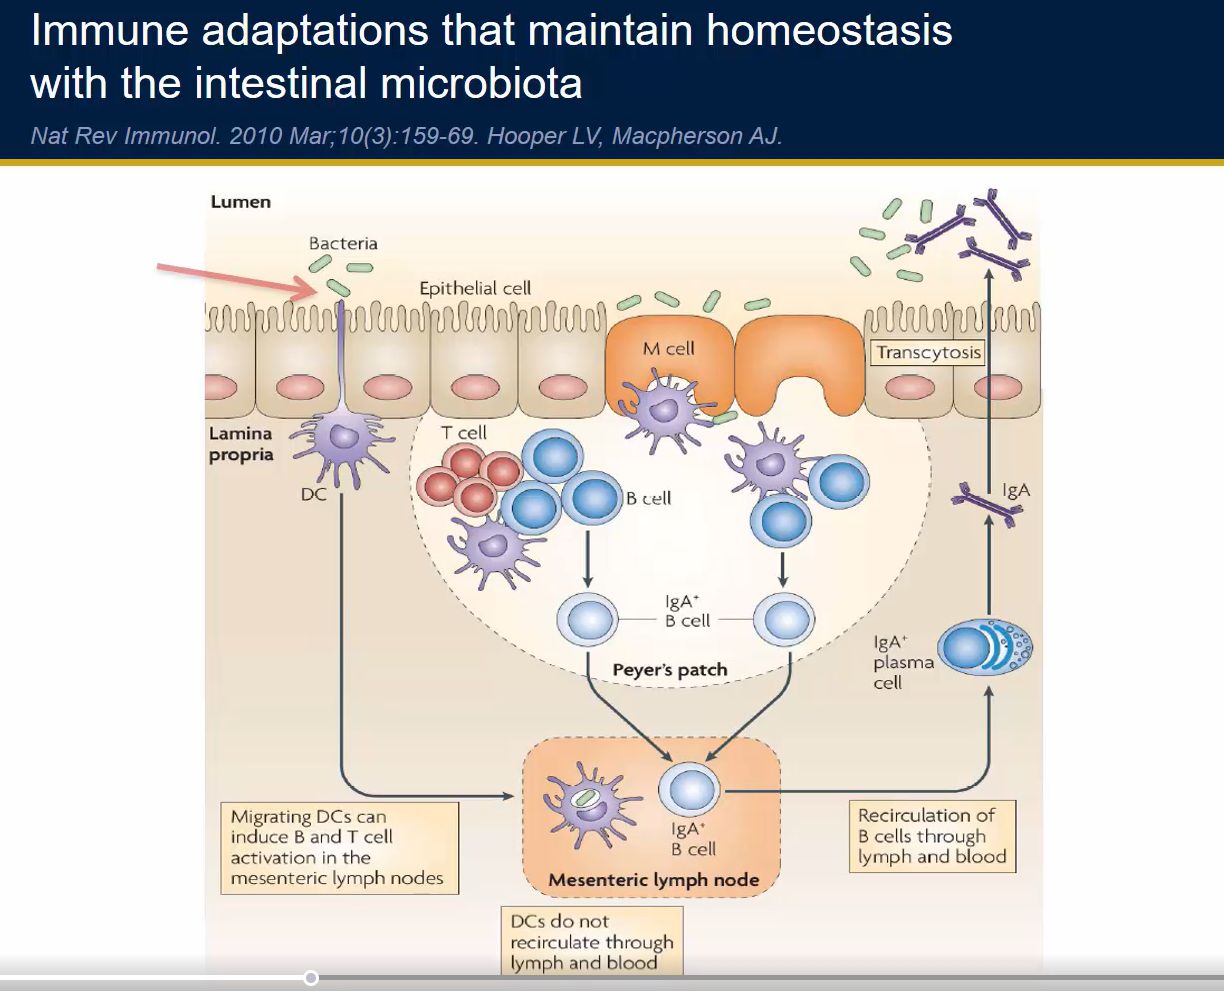 Immune adaptations that maintain homeostasis
with the intestinal microbiota
Nat Rev Immunol. 2010 Mar;10(3):159-69. Hooper LV, Macpherson AJ.
Lumen
Bacteria
Epithelial cell
M cell
Transcytosis
Lamina
propria
T cell
DC
B cell
IgA
IgA⁺
B cell
IgA⁺
plasma
cell
Peyer's patch
Migrating DCs can
induce B and T cell
activation in the
mesenteric lymph nodes
IgA⁺
B cell
Mesenteric lymph node
Recirculation of
B cells through
lymph and blood
DCs do not
recirculate through
lymph and blood